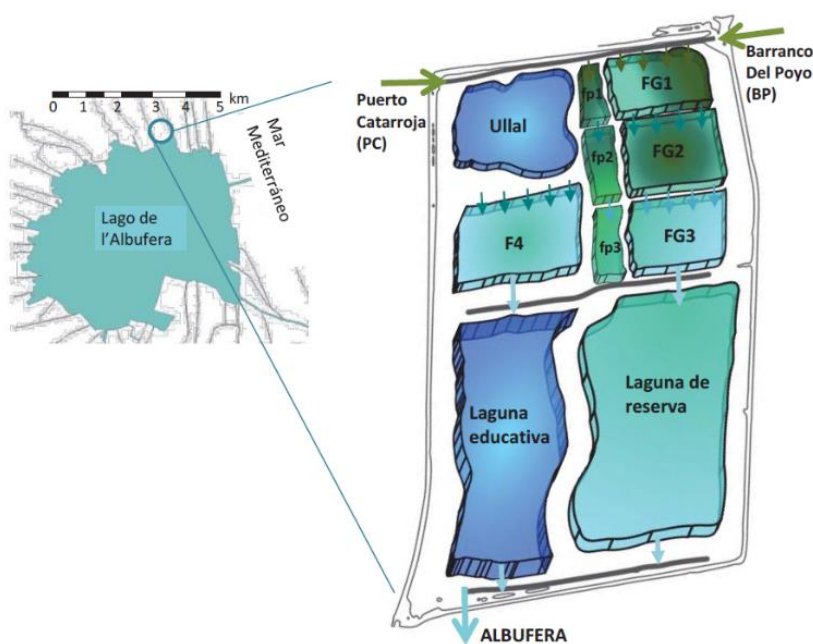 0 1 2 3 4 5
km
Mar
Mediterráneo
Lago de
l’Albufera
Puerto
Catarroja
(PC)
Barranco
Del Poyo
(BP)
Ullal
fp1
FG1
fp2
FG2
F4
fp3
FG3
Laguna
educativa
Laguna de
reserva
ALBUFERA